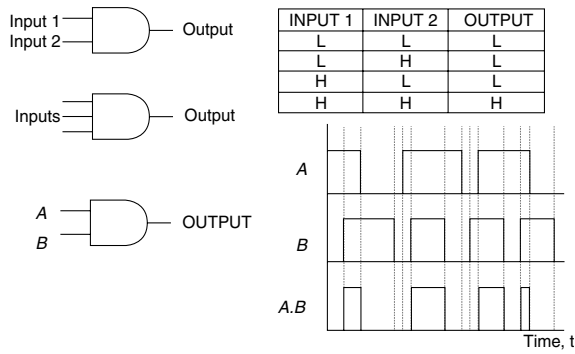 Input 1
Input 2
Output
Inputs
Output
A
B
OUTPUT
INPUT 1 INPUT 2 OUTPUT
L L L
L H L
H L L
H H H
A
B
A.B
Time, t